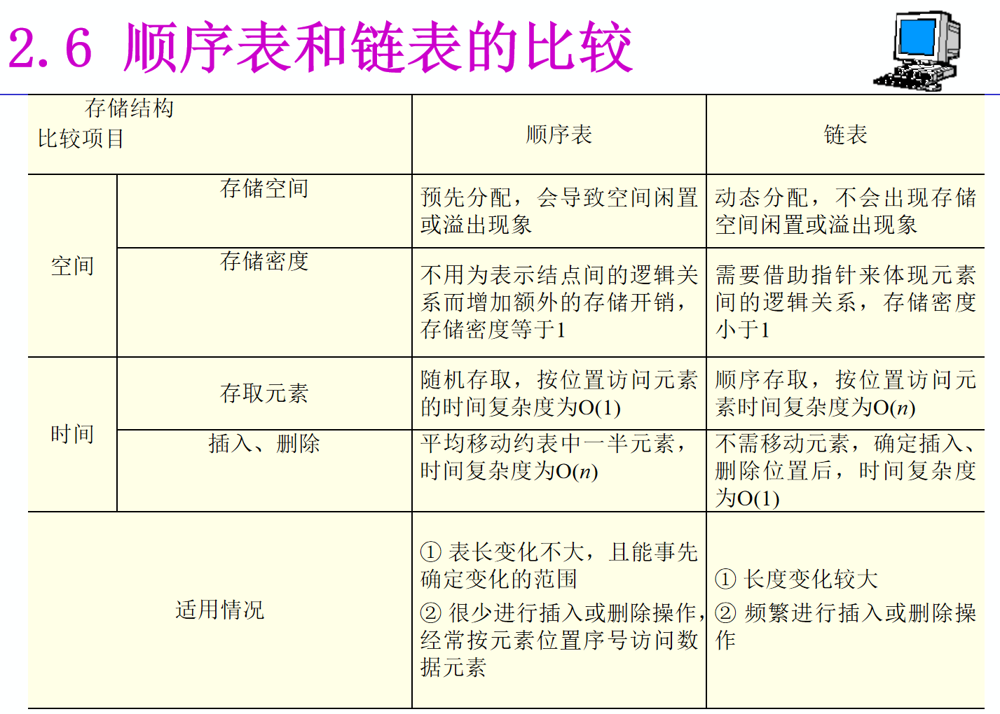 2.6 顺序表和链表的比较
存储结构
比较项目
顺序表
链表
空间
存储空间
预先分配，会导致空间闲置
或溢出现象
动态分配，不会出现存储
空间闲置或溢出现象
存储密度
不用为表示结点间的逻辑关
系而增加额外的存储开销，
存储密度等于1
需要借助指针来体现元素
间的逻辑关系，存储密度
小于1
时间
存取元素
随机存取，按位置访问元素
的时间复杂度为O(1)
顺序存取，按位置访问元
素时间复杂度为O(n)
插入、删除
平均移动约表中一半元素，
时间复杂度为O(n)
不需移动元素，确定插入、
删除位置后，时间复杂度
为O(1)
适用情况
① 表长变化不大，且能事先
确定变化的范围
② 很少进行插入或删除操作，
经常按元素位置序号访问数
据元素
① 长度变化较大
② 频繁进行插入或删除操
作